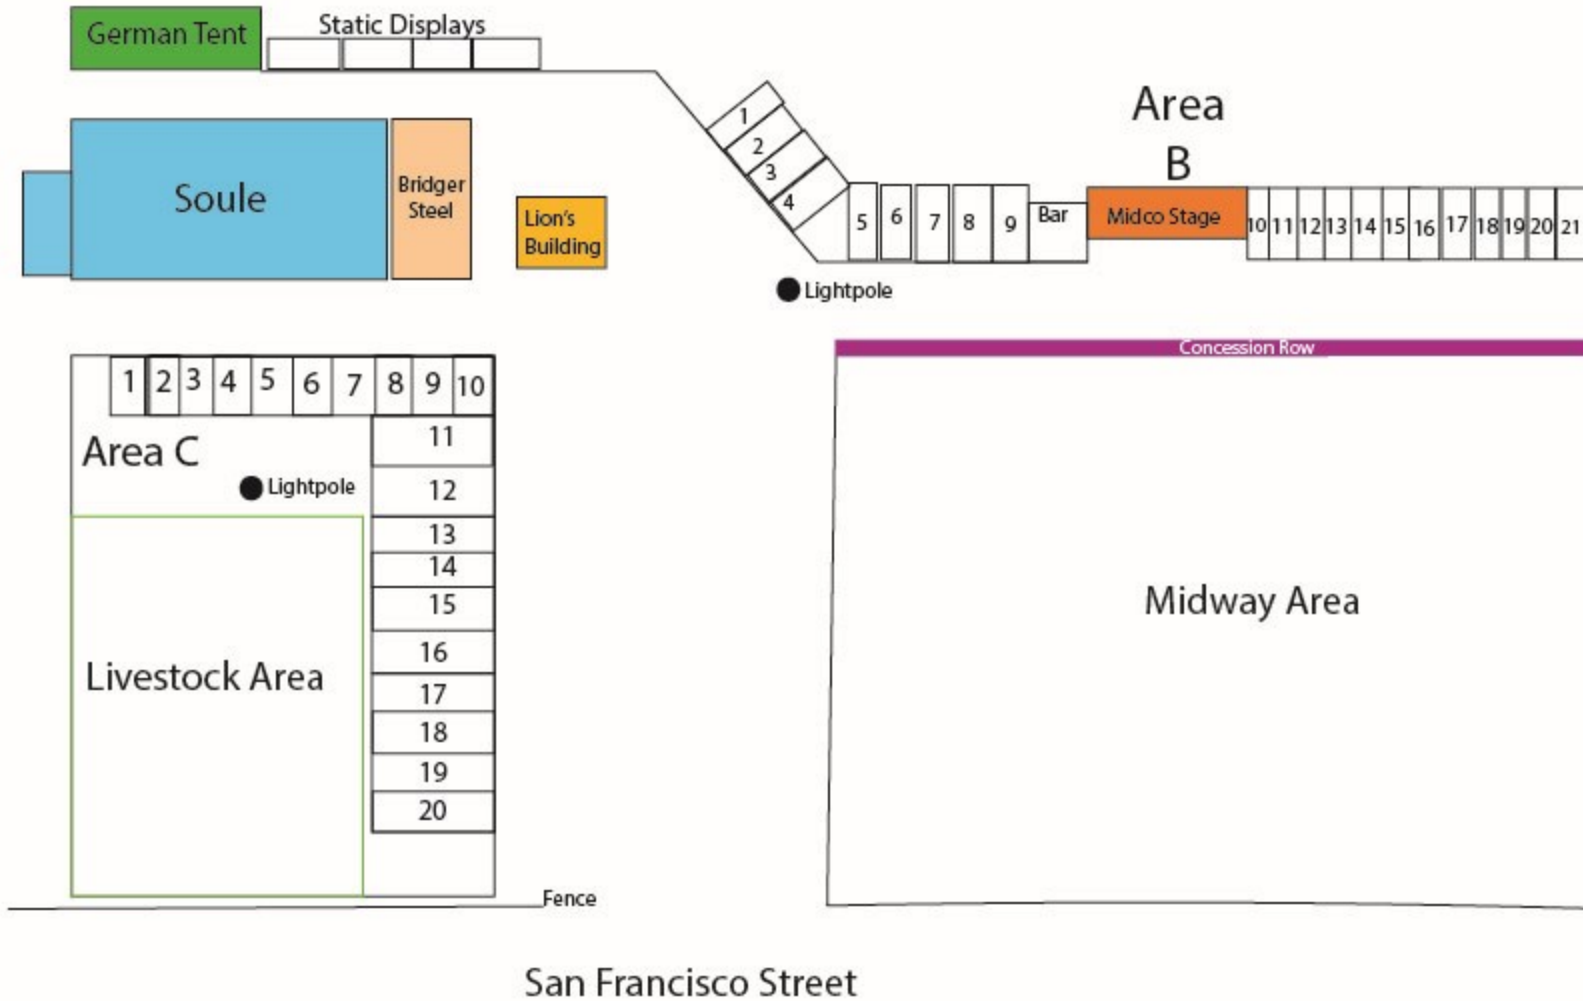 German Tent
Static Displays
Area
B
1
2
3
4
5
6
7
8
9
Bar
Midco Stage
10
11
12
13
14
15
16
17
18
19
20
21
Soule
Bridger
Steel
Lion's
Building
Lightpole
Concession Row
1
2
3
4
5
6
7
8
9
10
11
12
13
14
15
16
17
18
19
20
Area C
Lightpole
Livestock Area
Midway Area
Fence
San Francisco Street